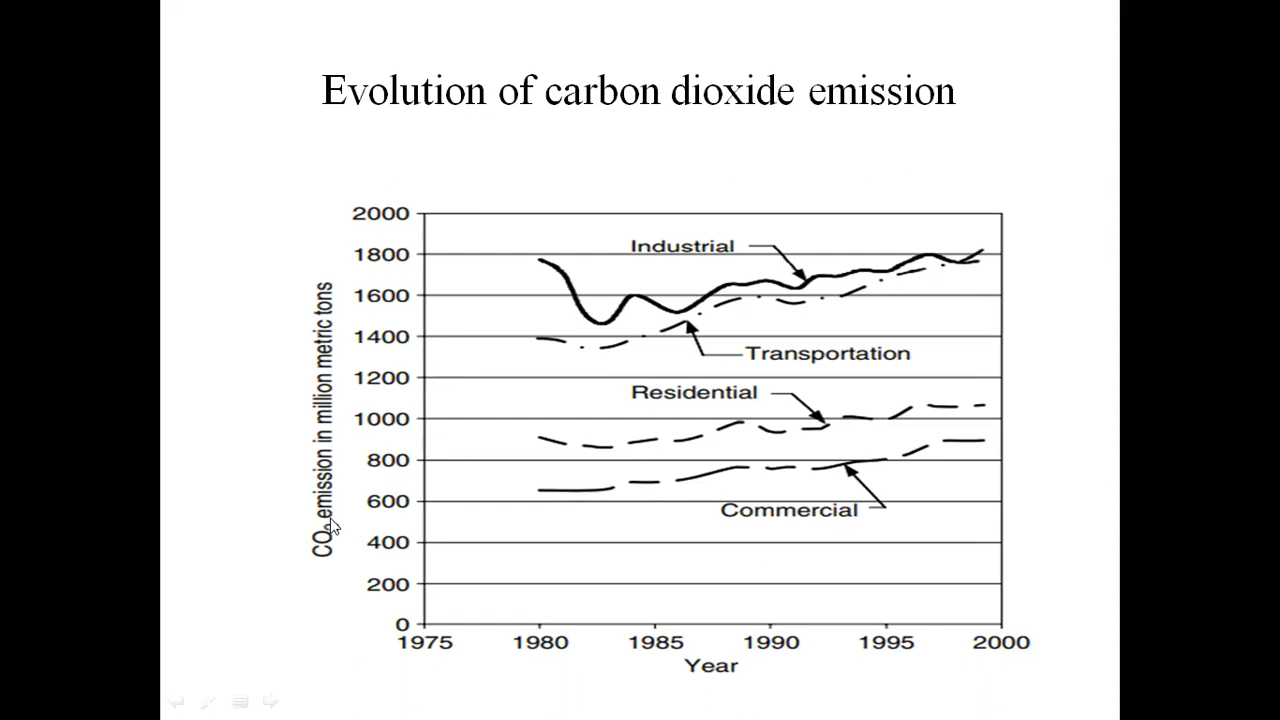 Evolution of carbon dioxide emission
2000
1800
1600
1400
1200
1000
800
600
400
200
0
CO₂ emission in million metric tons
Industrial
Transportation
Residential
Commercial
1975 1980 1985 1990 1995 2000
Year